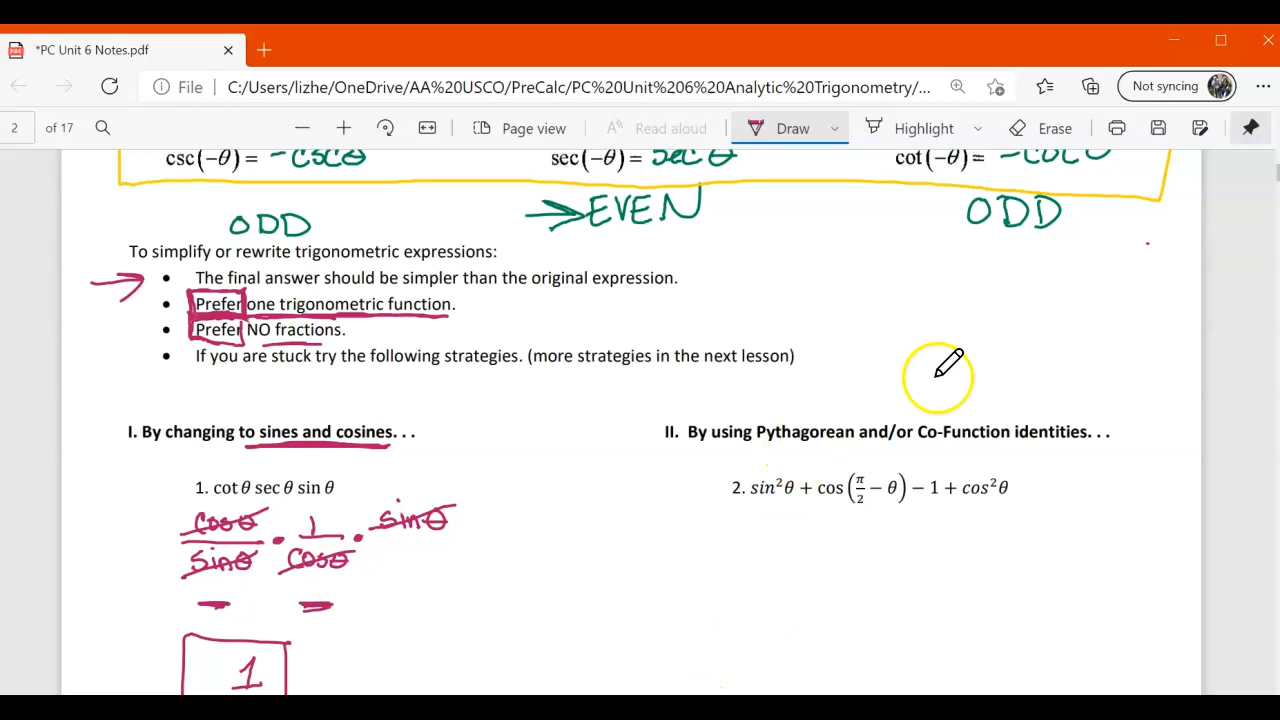 *PC Unit 6 Notes.pdf
File C:/Users/lizhe/OneDrive/AA%20USCO/PreCalc/PC%20Unit%206%20Analytic%20Trigonometry/...
Not syncing
2 of 17
Page view
Read aloud
Draw
Highlight
Erase
csc(−θ) = -cscθ
sec(−θ) = secθ
cot(−θ) = -cotθ
ODD
EVEN
ODD
To simplify or rewrite trigonometric expressions:
• The final answer should be simpler than the original expression.
• Prefer one trigonometric function.
• Prefer NO fractions.
• If you are stuck try the following strategies. (more strategies in the next lesson)
I. By changing to sines and cosines. . .
1. cot θ sec θ sin θ
cosθ/sinθ · 1/cosθ · sinθ
1
II. By using Pythagorean and/or Co-Function identities. . .
2. sin²θ + cos(π/2 − θ) − 1 + cos²θ